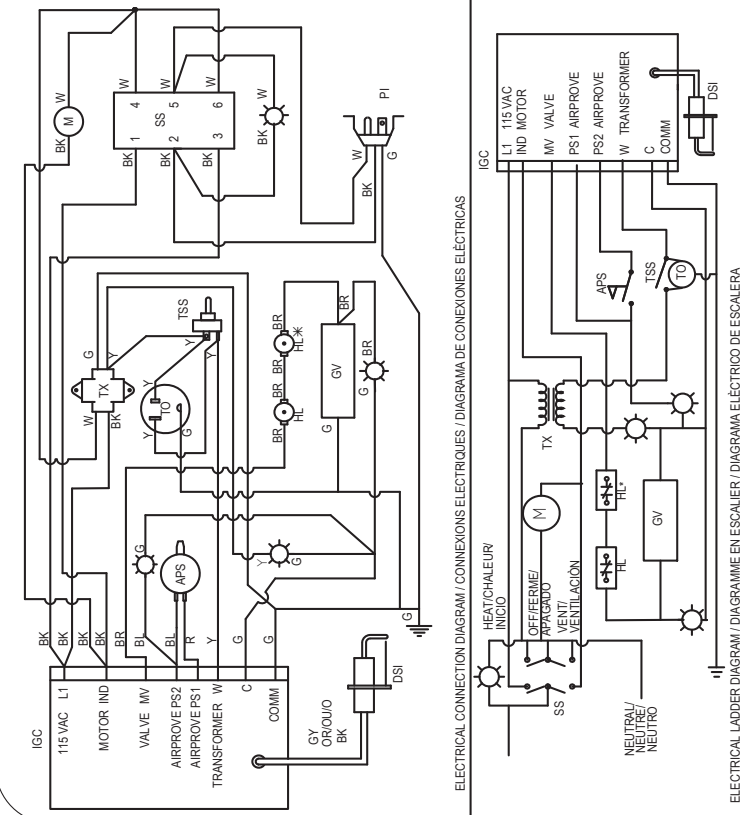 IGC
115 VAC L1
MOTOR IND
VALVE MV
AIRPROVE PS2
AIRPROVE PS1
TRANSFORMER W
C
COMM
BK
BK
BK
BK
BR
BL
BL
R
Y
G
G
GY
OR/OU/O
BK
DSI
APS
G
Y
G
W
BK
TX
G
Y
Y
Y
TO
Y
G
Y
TSS
BR
HL
BR
BR
HL*
BR
G
GV
BR
G
BR
G
M
BK
W
BK
BK
BK
1
2
3
SS
4
5
6
W
W
W
BK
W
W
BK
G
PI
ELECTRICAL CONNECTION DIAGRAM / CONNEXIONS ELECTRIQUES / DIAGRAMA DE CONEXIONES ELÈCTRICAS
IGC
L1 115 VAC
IND MOTOR
MV VALVE
PS1 AIRPROVE
PS2 AIRPROVE
W TRANSFORMER
C
COMM
DSI
APS
TSS
TO
TX
M
HL*
HL
GV
HEAT/CHALEUR/
INICIO
OFF/FERME/
APAGADO
VENT/
VENTILACIÓN
SS
NEUTRAL/
NEUTRE/
NEUTRO
ELECTRICAL LADDER DIAGRAM / DIAGRAMME EN ESCALIER / DIAGRAMA ELÈCTRICO DE ESCALERA